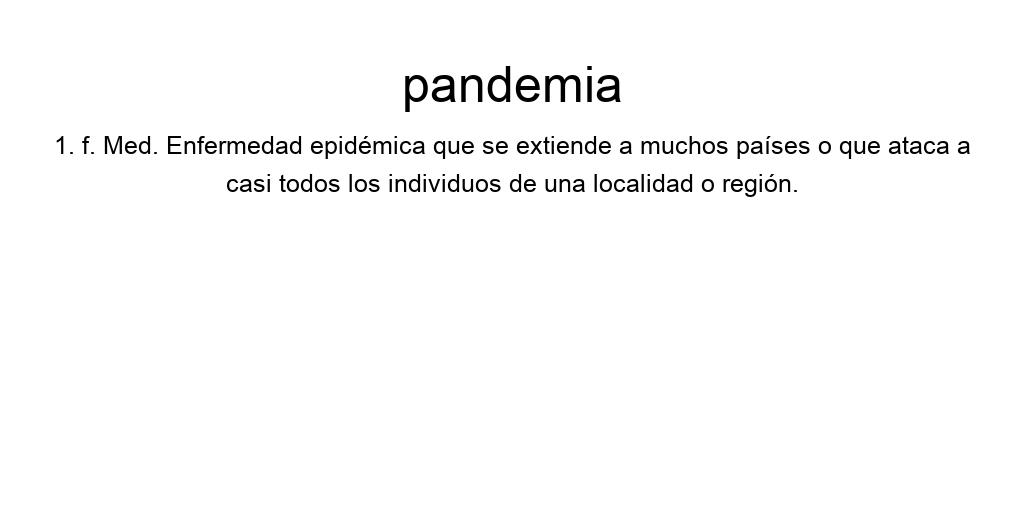 pandemia
1. f. Med. Enfermedad epidémica que se extiende a muchos países o que ataca a
casi todos los individuos de una localidad o región.